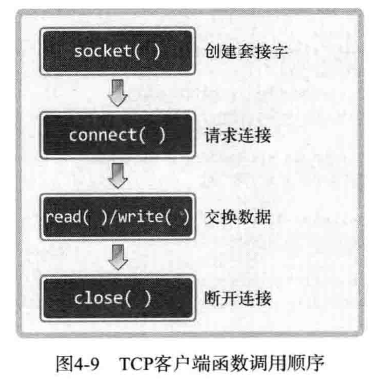 socket( ) 创建套接字
connect( ) 请求连接
read( )/write( ) 交换数据
close( ) 断开连接
图4-9 TCP客户端函数调用顺序